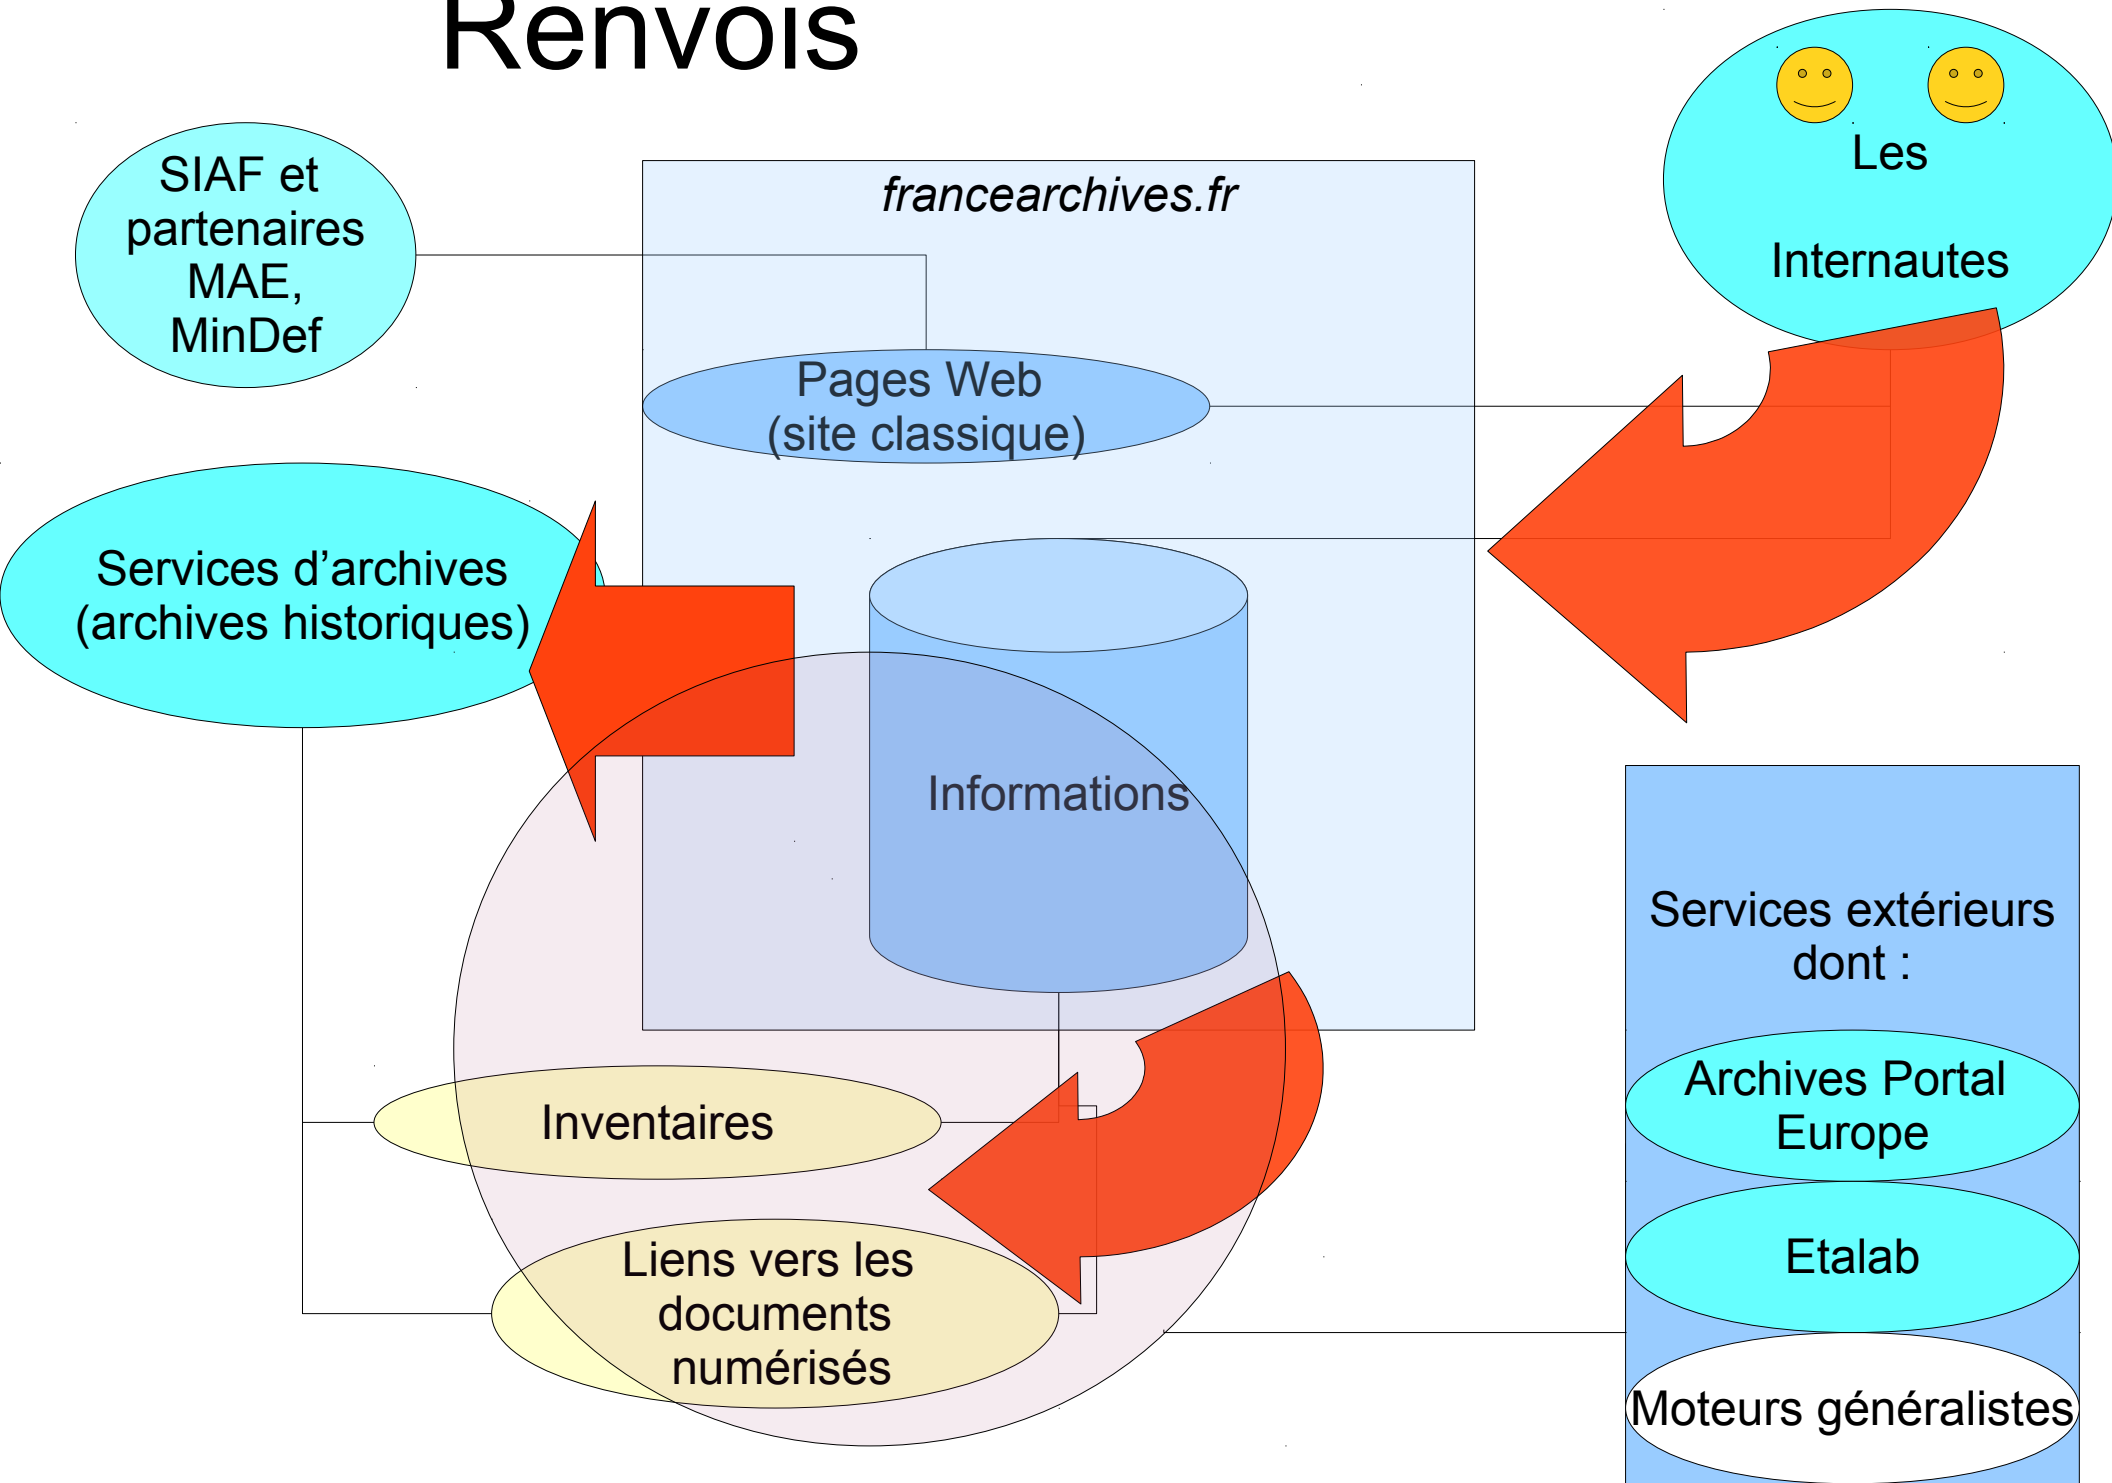 Renvois
SIAF et
partenaires
MAE,
MinDef
francearchives.fr
Les
Internautes
Pages Web
(site classique)
Services d’archives
(archives historiques)
Informations
Services extérieurs
dont :
Archives Portal
Europe
Inventaires
Etalab
Liens vers les
documents
numérisés
Moteurs généralistes